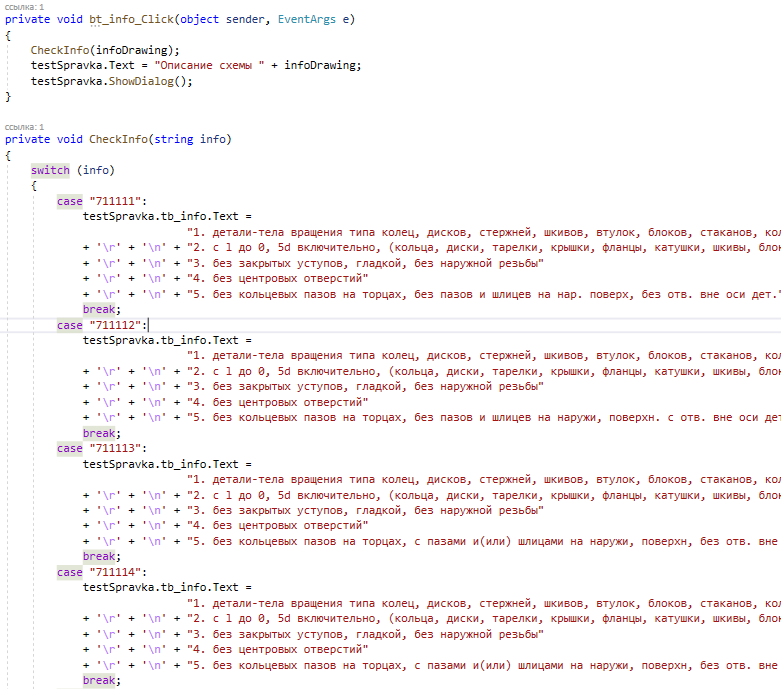 ссылка: 1
private void bt_info_Click(object sender, EventArgs e)
{
CheckInfo(infoDrawing);
testSpravka.Text = "Описание схемы " + infoDrawing;
testSpravka.ShowDialog();
}
ссылка: 1
private void CheckInfo(string info)
{
switch (info)
{
case "711111":
testSpravka.tb_info.Text =
"1. детали-тела вращения типа колец, дисков, стержней, шкивов, втулок, блоков, стаканов, кол
+ '\r' + '\n' + "2. с l до 0, 5d включительно, (кольца, диски, тарелки, крышки, фланцы, катушки, шкивы, блок
+ '\r' + '\n' + "3. без закрытых уступов, гладкой, без наружной резьбы"
+ '\r' + '\n' + "4. без центровых отверстий"
+ '\r' + '\n' + "5. без кольцевых пазов на торцах, без пазов и шлицев на нар. поверх, без отв. вне оси дет."
break;
case "711112":
testSpravka.tb_info.Text =
"1. детали-тела вращения типа колец, дисков, стержней, шкивов, втулок, блоков, стаканов, кол
+ '\r' + '\n' + "2. с l до 0, 5d включительно, (кольца, диски, тарелки, крышки, фланцы, катушки, шкивы, блок
+ '\r' + '\n' + "3. без закрытых уступов, гладкой, без наружной резьбы"
+ '\r' + '\n' + "4. без центровых отверстий"
+ '\r' + '\n' + "5. без кольцевых пазов на торцах, без пазов и шлицев на наружи, поверхн. с отв. вне оси дет
break;
case "711113":
testSpravka.tb_info.Text =
"1. детали-тела вращения типа колец, дисков, стержней, шкивов, втулок, блоков, стаканов, кол
+ '\r' + '\n' + "2. с l до 0, 5d включительно, (кольца, диски, тарелки, крышки, фланцы, катушки, шкивы, блок
+ '\r' + '\n' + "3. без закрытых уступов, гладкой, без наружной резьбы"
+ '\r' + '\n' + "4. без центровых отверстий"
+ '\r' + '\n' + "5. без кольцевых пазов на торцах, с пазами и(или) шлицами на наружи, поверхн, без отв. вне
break;
case "711114":
testSpravka.tb_info.Text =
"1. детали-тела вращения типа колец, дисков, стержней, шкивов, втулок, блоков, стаканов, кол
+ '\r' + '\n' + "2. с l до 0, 5d включительно, (кольца, диски, тарелки, крышки, фланцы, катушки, шкивы, блок
+ '\r' + '\n' + "3. без закрытых уступов, гладкой, без наружной резьбы"
+ '\r' + '\n' + "4. без центровых отверстий"
+ '\r' + '\n' + "5. без кольцевых пазов на торцах, с пазами и(или) шлицами на наружи, поверхн, без отв. вне
break;